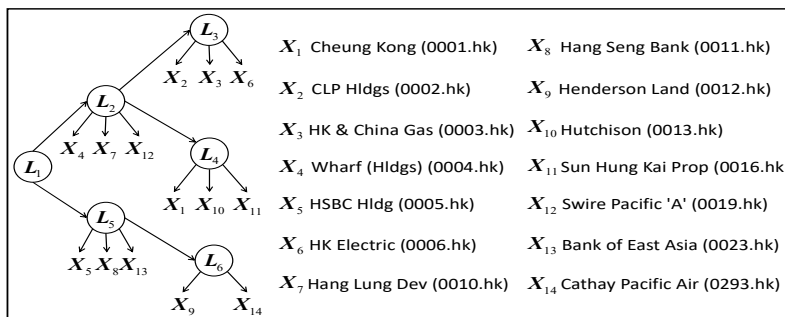 L₃
X₁ Cheung Kong (0001.hk) X₈ Hang Seng Bank (0011.hk)
X₂ X₃ X₆
X₂ CLP Hldgs (0002.hk) X₉ Henderson Land (0012.hk)
L₂
X₃ HK & China Gas (0003.hk) X₁₀ Hutchison (0013.hk)
X₄ X₇ X₁₂
L₄
L₁
X₄ Wharf (Hldgs) (0004.hk) X₁₁ Sun Hung Kai Prop (0016.hk)
X₁ X₁₀ X₁₁
X₅ HSBC Hldg (0005.hk) X₁₂ Swire Pacific 'A' (0019.hk)
L₅
X₆ HK Electric (0006.hk) X₁₃ Bank of East Asia (0023.hk)
X₅ X₈ X₁₃
L₆
X₇ Hang Lung Dev (0010.hk) X₁₄ Cathay Pacific Air (0293.hk)
X₉ X₁₄